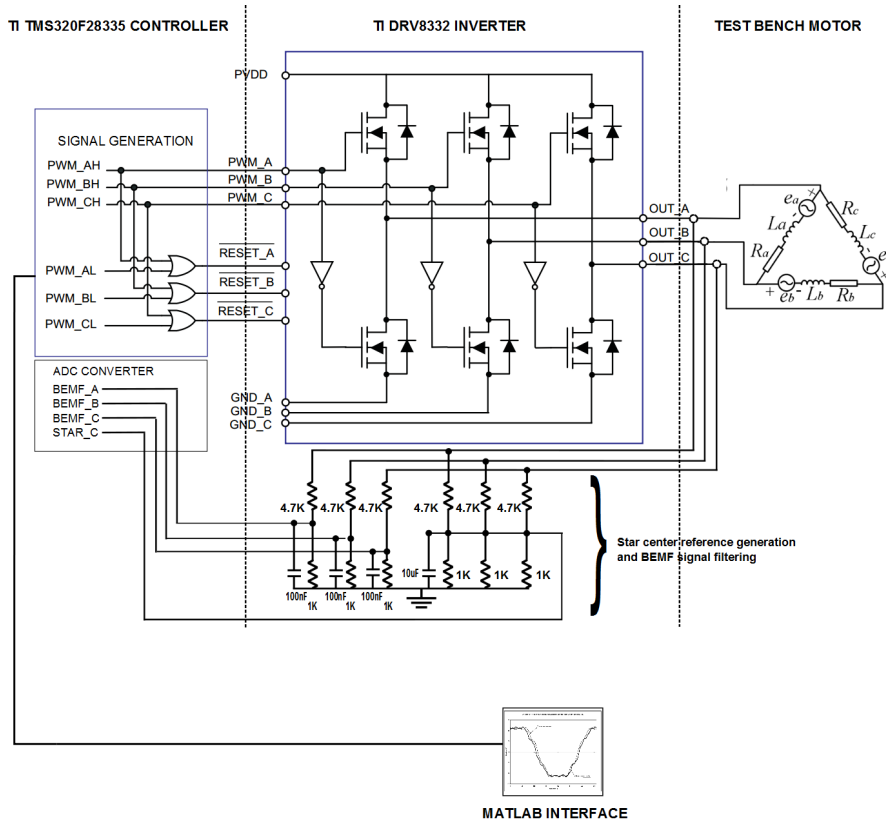 TI TMS320F28335 CONTROLLER
TI DRV8332 INVERTER
TEST BENCH MOTOR
PVDD
SIGNAL GENERATION
PWM_AH
PWM_BH
PWM_CH
PWM_A
PWM_B
PWM_C
PWM_AL
PWM_BL
PWM_CL
RESET_A
RESET_B
RESET_C
OUT_A
OUT_B
OUT_C
ea
+
-
La
Ra
Rc
Lc
-
e
+
+
eb
-
Lb
Rb
ADC CONVERTER
BEMF_A
BEMF_B
BEMF_C
STAR_C
GND_A
GND_B
GND_C
4.7K
4.7K
4.7K
4.7K
4.7K
4.7K
100nF
1K
100nF
1K
100nF
1K
10uF
1K
1K
1K
Star center reference generation
and BEMF signal filtering
MATLAB INTERFACE